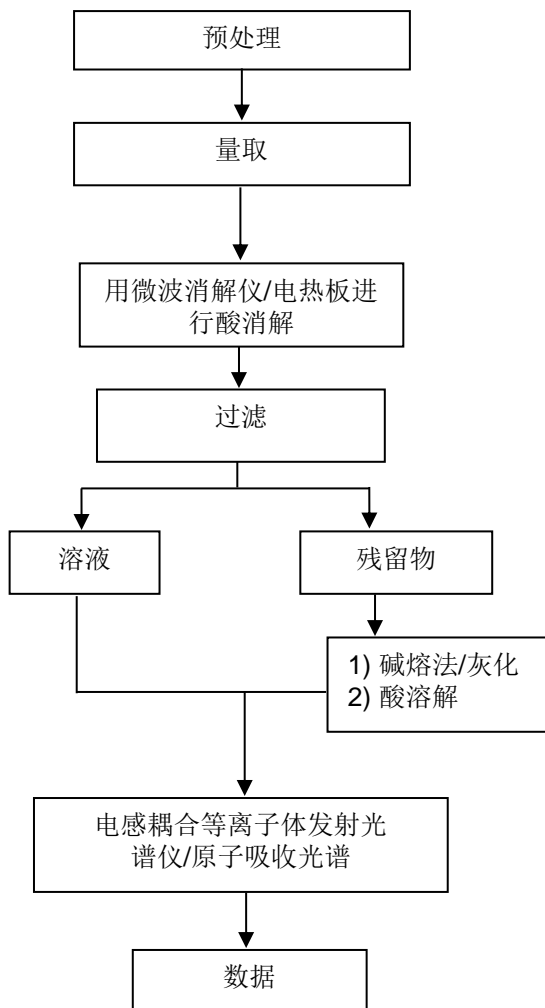 预处理
量取
用微波消解仪/电热板进
行酸消解
过滤
溶液
残留物
1) 碱熔法/灰化
2) 酸溶解
电感耦合等离子体发射光
谱仪/原子吸收光谱
数据